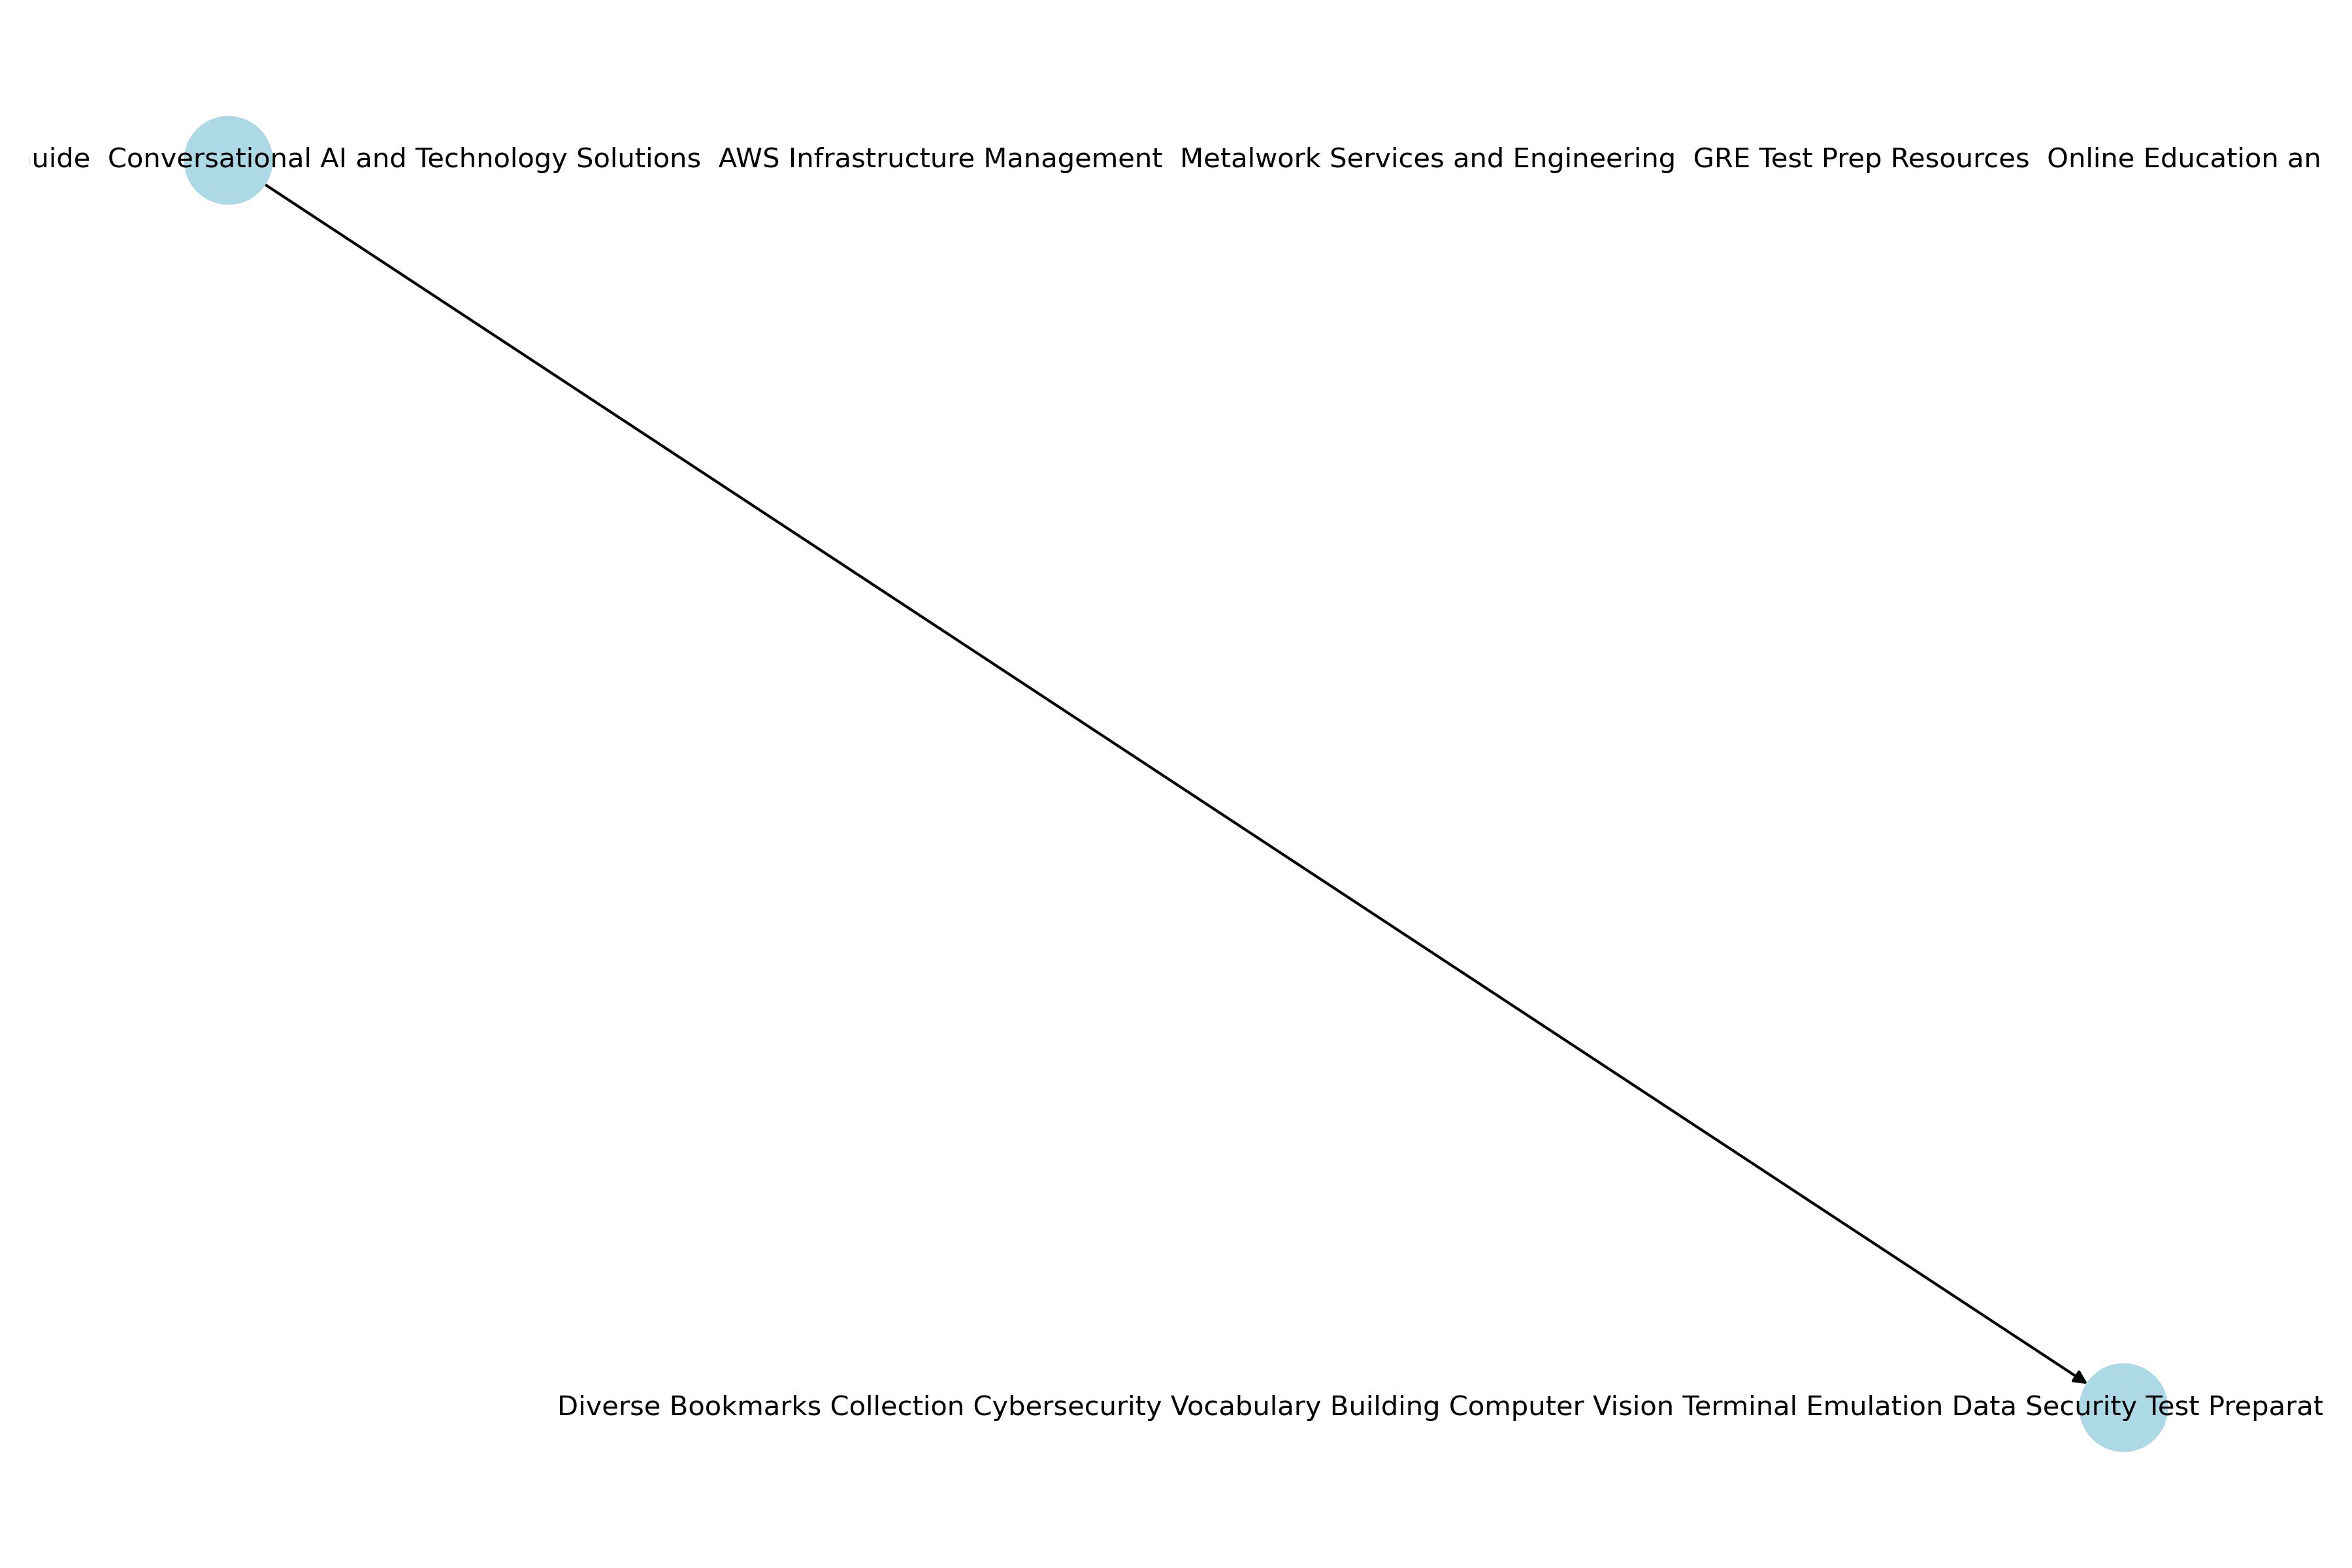 uide Conversational AI and Technology Solutions AWS Infrastructure Management Metalwork Services and Engineering GRE Test Prep Resources Online Education an
Diverse Bookmarks Collection Cybersecurity Vocabulary Building Computer Vision Terminal Emulation Data Security Test Preparat